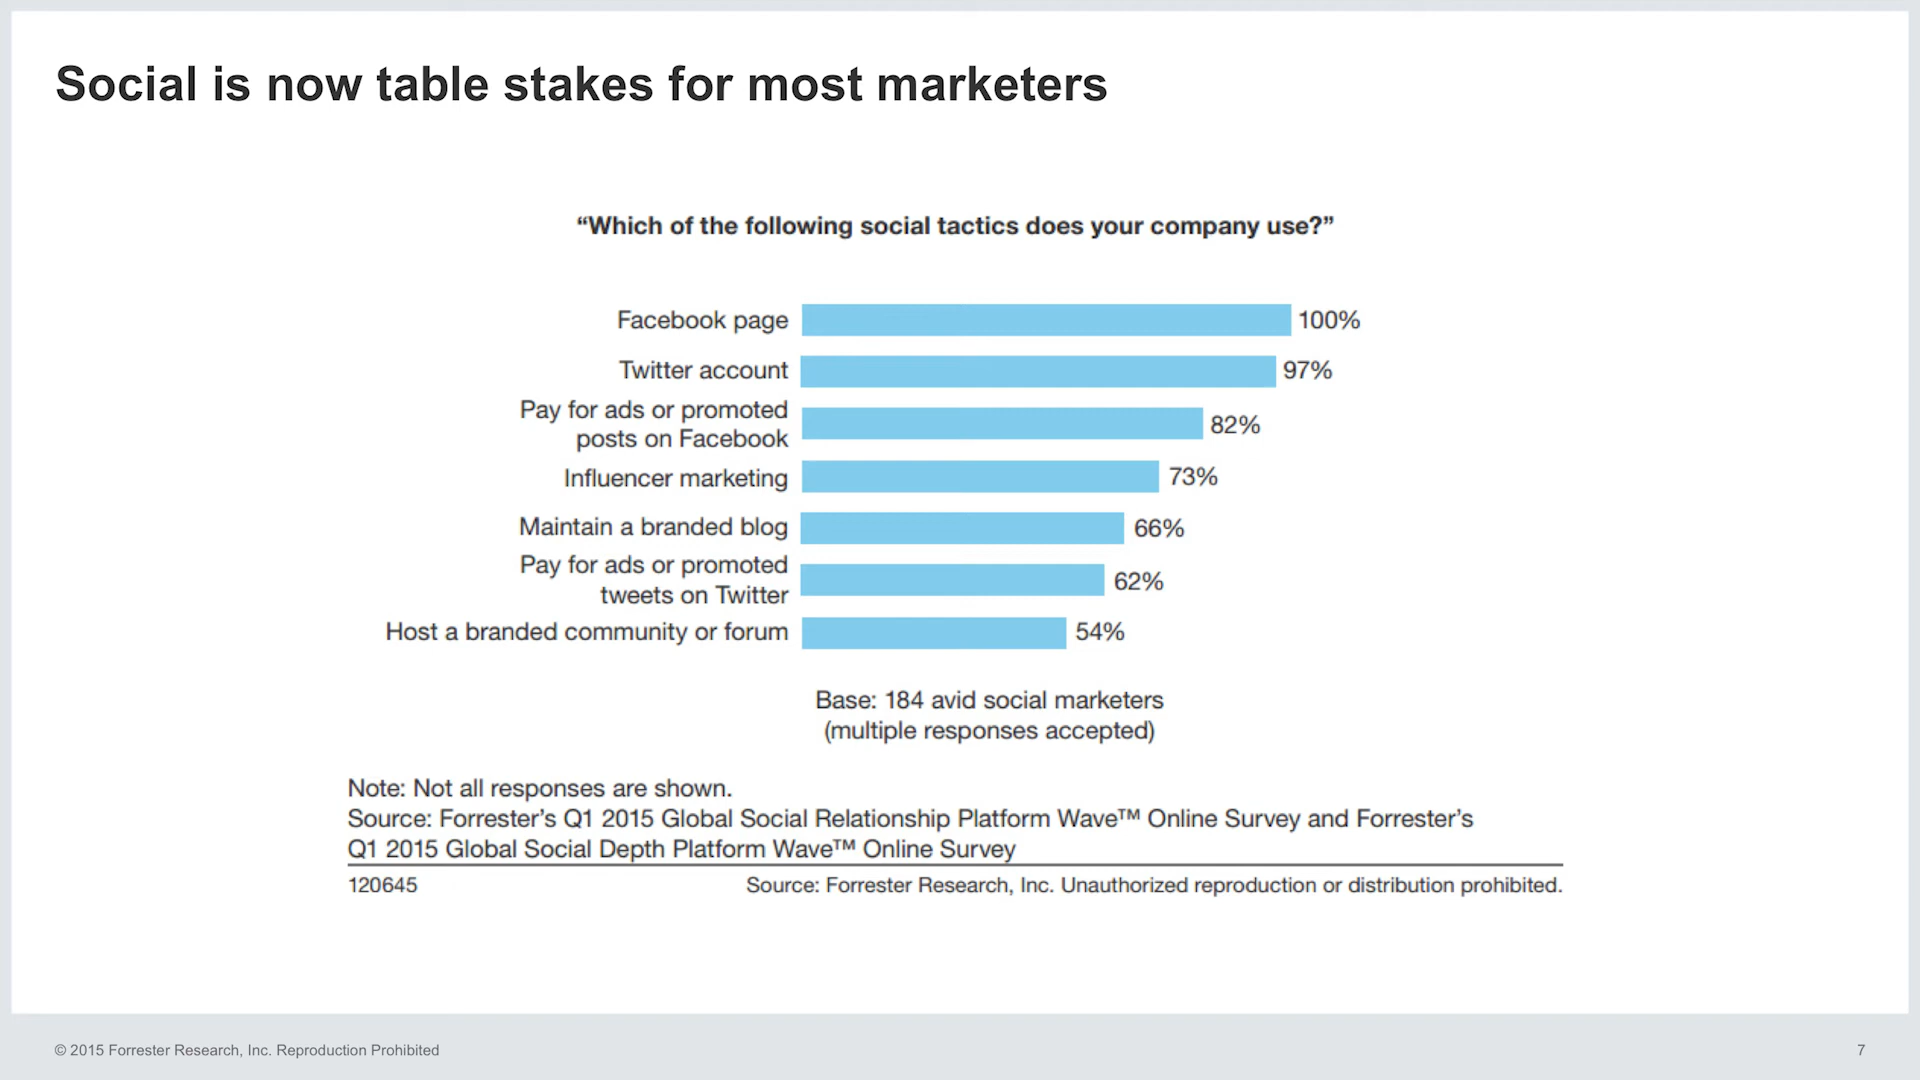 Social is now table stakes for most marketers
“Which of the following social tactics does your company use?”
Facebook page 100%
Twitter account 97%
Pay for ads or promoted
posts on Facebook 82%
Influencer marketing 73%
Maintain a branded blog 66%
Pay for ads or promoted
tweets on Twitter 62%
Host a branded community or forum 54%
Base: 184 avid social marketers
(multiple responses accepted)
Note: Not all responses are shown.
Source: Forrester’s Q1 2015 Global Social Relationship Platform Wave™ Online Survey and Forrester’s
Q1 2015 Global Social Depth Platform Wave™ Online Survey
120645 Source: Forrester Research, Inc. Unauthorized reproduction or distribution prohibited.
© 2015 Forrester Research, Inc. Reproduction Prohibited 7